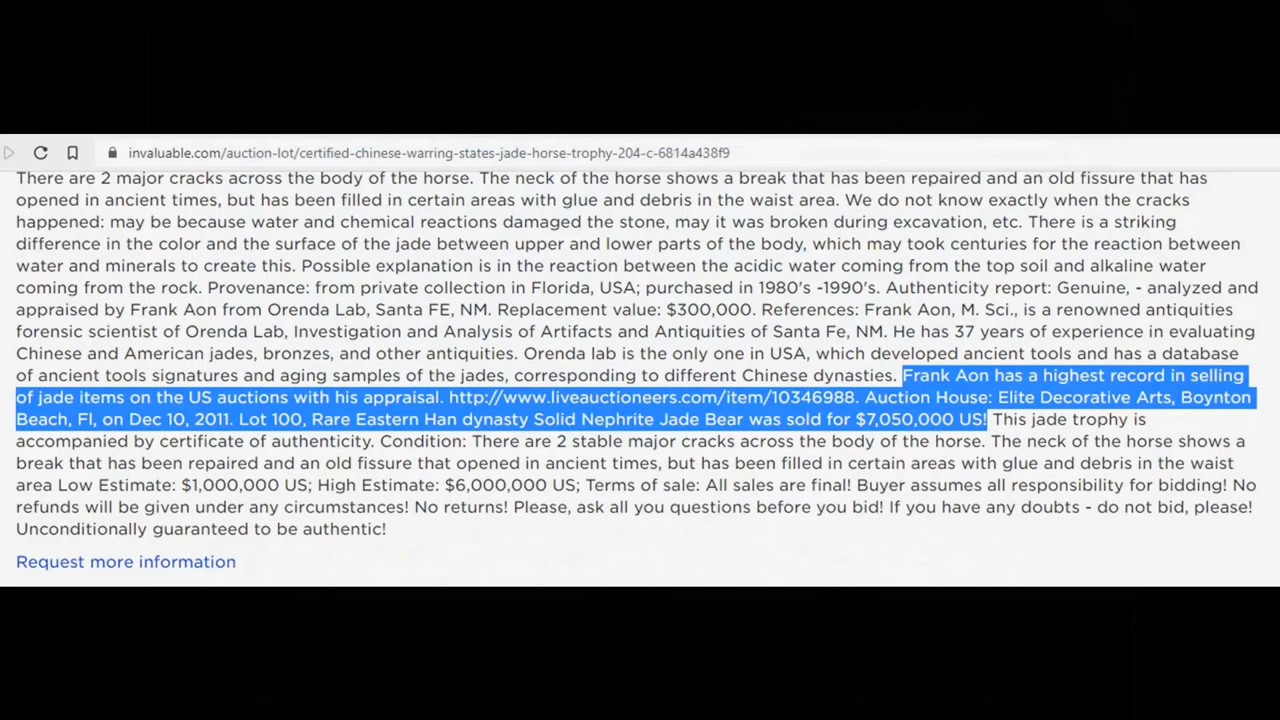 invaluable.com/auction-lot/certified-chinese-warring-states-jade-horse-trophy-204-c-6814a438f9
There are 2 major cracks across the body of the horse. The neck of the horse shows a break that has been repaired and an old fissure that has
opened in ancient times, but has been filled in certain areas with glue and debris in the waist area. We do not know exactly when the cracks
happened: may be because water and chemical reactions damaged the stone, may it was broken during excavation, etc. There is a striking
difference in the color and the surface of the jade between upper and lower parts of the body, which may took centuries for the reaction between
water and minerals to create this. Possible explanation is in the reaction between the acidic water coming from the top soil and alkaline water
coming from the rock. Provenance: from private collection in Florida, USA; purchased in 1980's -1990's. Authenticity report: Genuine, - analyzed and
appraised by Frank Aon from Orenda Lab, Santa FE, NM. Replacement value: $300,000. References: Frank Aon, M. Sci., is a renowned antiquities
forensic scientist of Orenda Lab, Investigation and Analysis of Artifacts and Antiquities of Santa Fe, NM. He has 37 years of experience in evaluating
Chinese and American jades, bronzes, and other antiquities. Orenda lab is the only one in USA, which developed ancient tools and has a database
of ancient tools signatures and aging samples of the jades, corresponding to different Chinese dynasties. Frank Aon has a highest record in selling
of jade items on the US auctions with his appraisal. http://www.liveauctioneers.com/item/10346988. Auction House: Elite Decorative Arts, Boynton
Beach, Fl, on Dec 10, 2011. Lot 100, Rare Eastern Han dynasty Solid Nephrite Jade Bear was sold for $7,050,000 US! This jade trophy is
accompanied by certificate of authenticity. Condition: There are 2 stable major cracks across the body of the horse. The neck of the horse shows a
break that has been repaired and an old fissure that opened in ancient times, but has been filled in certain areas with glue and debris in the waist
area Low Estimate: $1,000,000 US; High Estimate: $6,000,000 US; Terms of sale: All sales are final! Buyer assumes all responsibility for bidding! No
refunds will be given under any circumstances! No returns! Please, ask all you questions before you bid! If you have any doubts - do not bid, please!
Unconditionally guaranteed to be authentic!
Request more information